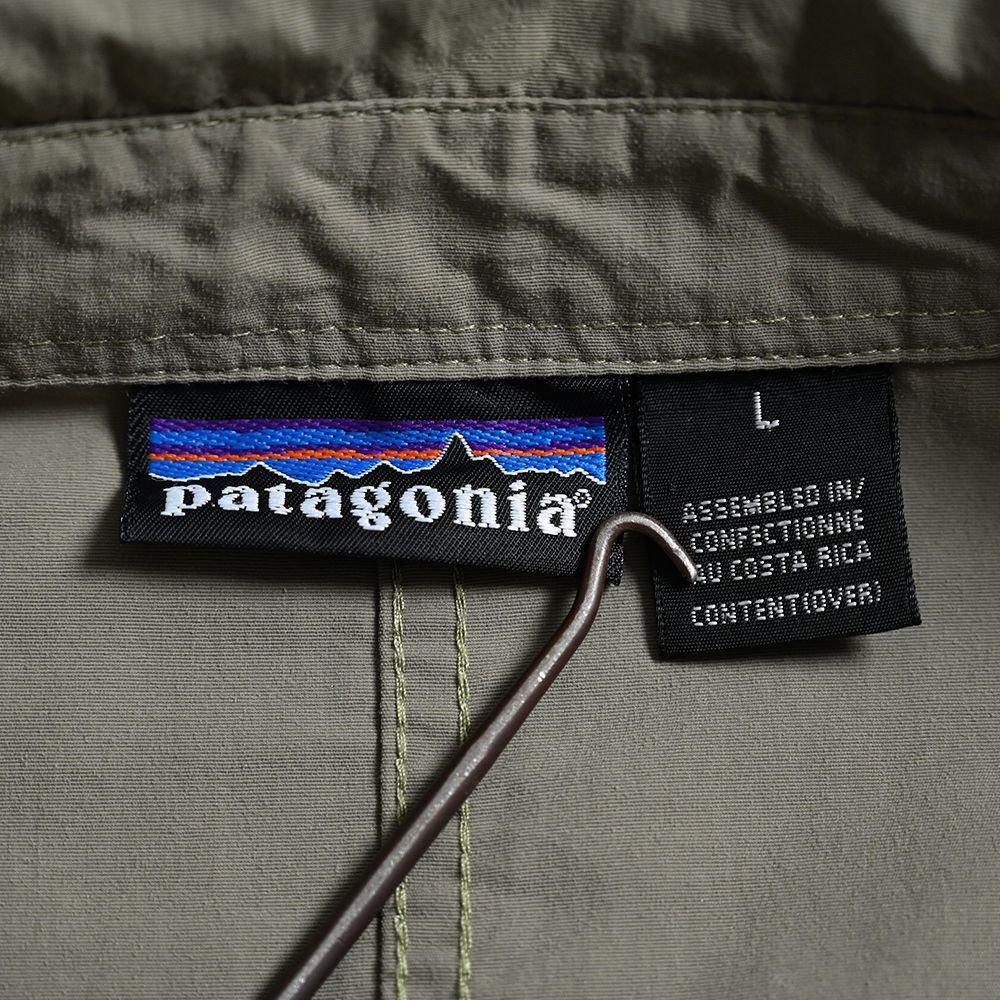 patagonia®
L
ASSEMBLED IN/
CONFECTIONNE
AU COSTA RICA
CONTENT(OVER)